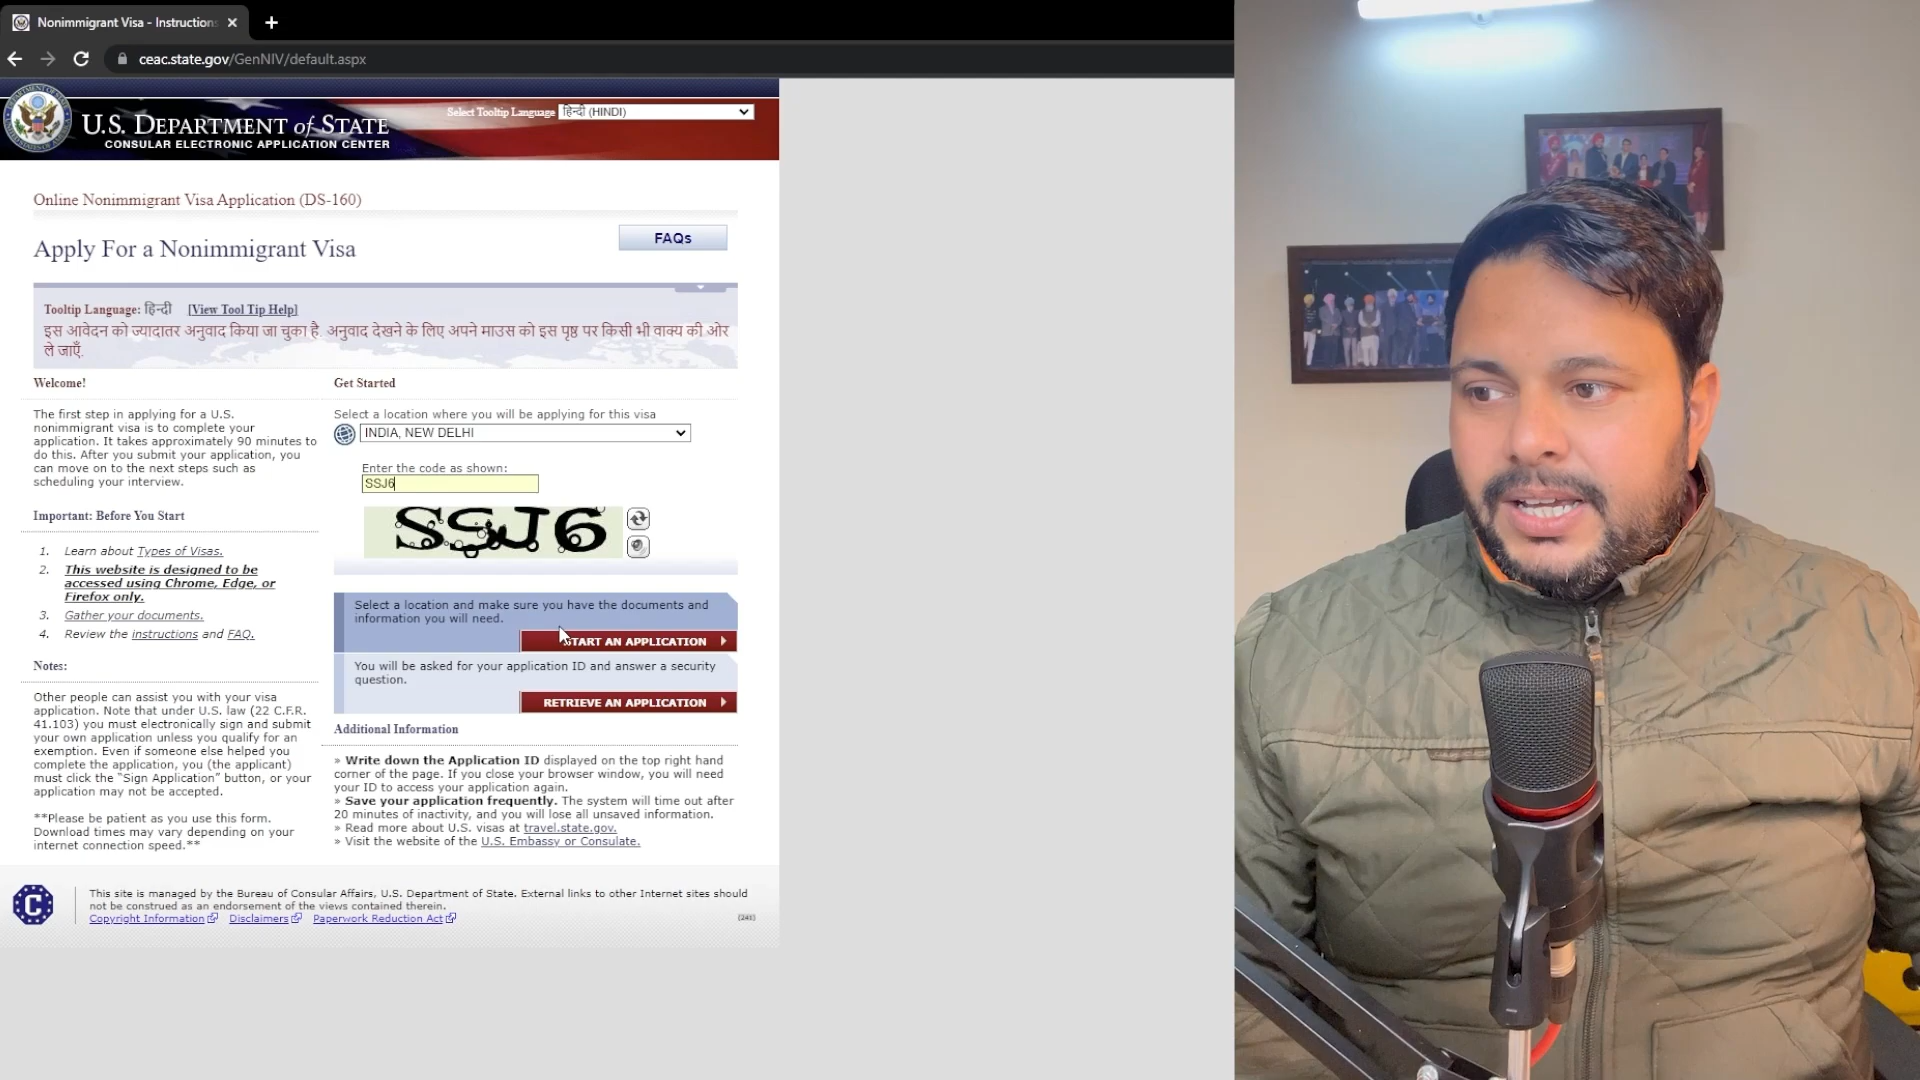 Nonimmigrant Visa - Instructions
ceac.state.gov/GenNIV/default.aspx
Select Tooltip Language हिन्दी (HINDI)
U.S. DEPARTMENT of STATE
CONSULAR ELECTRONIC APPLICATION CENTER
Online Nonimmigrant Visa Application (DS-160)
Apply For a Nonimmigrant Visa
FAQs
Tooltip Language: हिन्दी [View Tool Tip Help]
इस आवेदन को ज्यादातर अनुवाद किया जा चुका है. अनुवाद देखने के लिए अपने माउस को इस पृष्ठ पर किसी भी वाक्य की ओर
ले जाएँ.
Welcome!
The first step in applying for a U.S.
nonimmigrant visa is to complete your
application. It takes approximately 90 minutes to
do this. After you submit your application, you
can move on to the next steps such as
scheduling your interview.
Important: Before You Start
1. Learn about Types of Visas.
2. This website is designed to be
accessed using Chrome, Edge, or
Firefox only.
3. Gather your documents.
4. Review the instructions and FAQ.
Notes:
Other people can assist you with your visa
application. Note that under U.S. law (22 C.F.R.
41.103) you must electronically sign and submit
your own application unless you qualify for an
exemption. Even if someone else helped you
complete the application, you (the applicant)
must click the “Sign Application” button, or your
application may not be accepted.
**Please be patient as you use this form.
Download times may vary depending on your
internet connection speed.**
Get Started
Select a location where you will be applying for this visa
INDIA, NEW DELHI
Enter the code as shown:
SSJ6
SSJ6
Select a location and make sure you have the documents and
information you will need.
START AN APPLICATION
You will be asked for your application ID and answer a security
question.
RETRIEVE AN APPLICATION
Additional Information
» Write down the Application ID displayed on the top right hand
corner of the page. If you close your browser window, you will need
your ID to access your application again.
» Save your application frequently. The system will time out after
20 minutes of inactivity, and you will lose all unsaved information.
» Read more about U.S. visas at travel.state.gov.
» Visit the website of the U.S. Embassy or Consulate.
This site is managed by the Bureau of Consular Affairs, U.S. Department of State. External links to other Internet sites should
not be construed as an endorsement of the views contained therein.
Copyright Information Disclaimers Paperwork Reduction Act
(241)